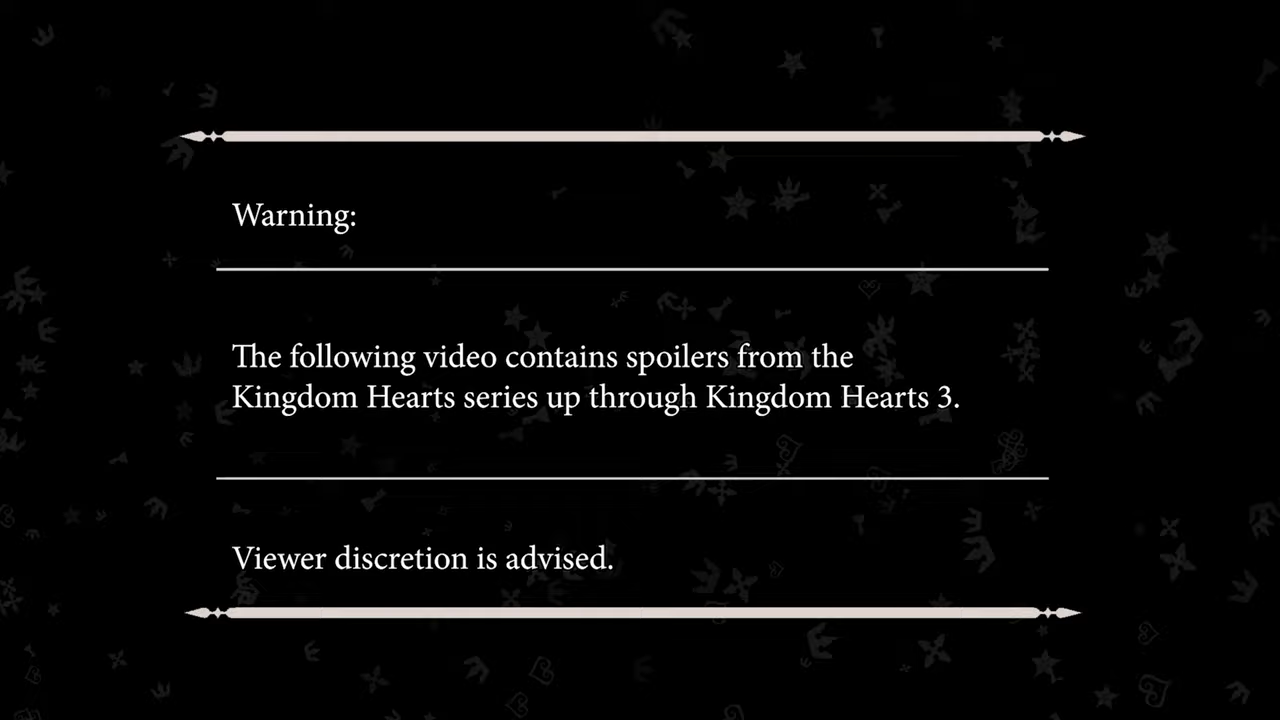 Warning:
The following video contains spoilers from the
Kingdom Hearts series up through Kingdom Hearts 3.
Viewer discretion is advised.